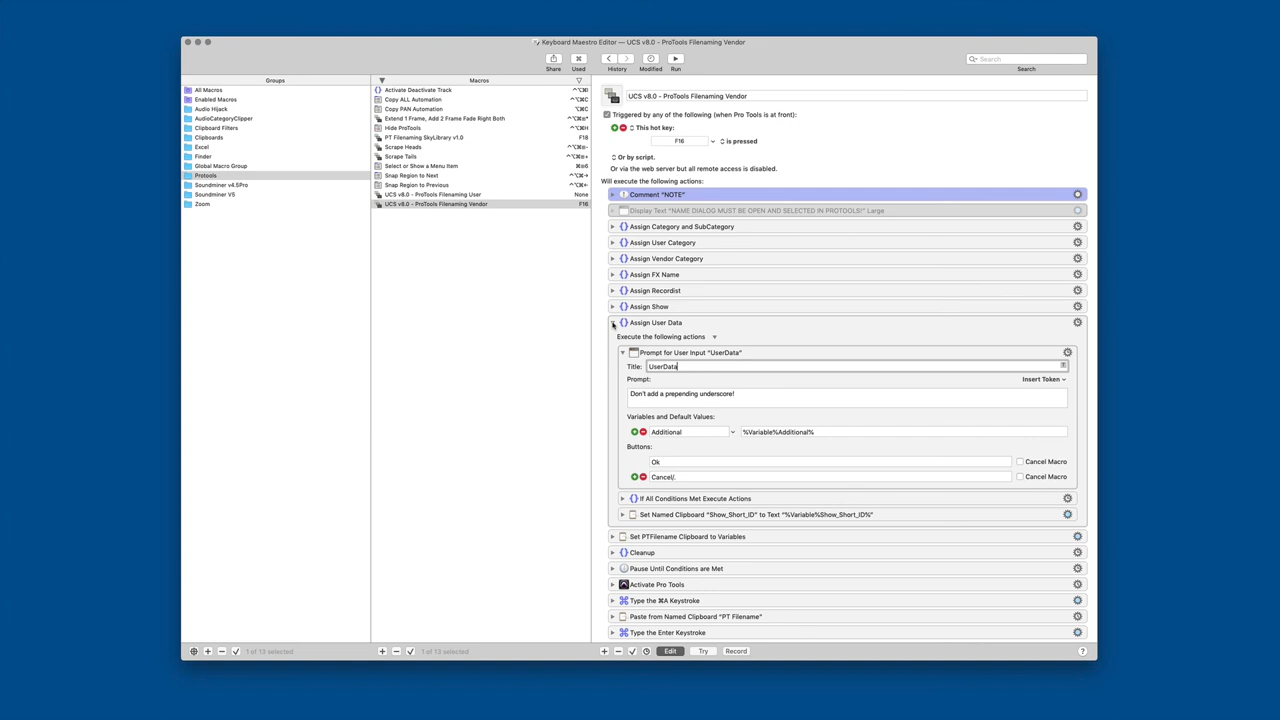 Keyboard Maestro Editor — UCS v8.0 - ProTools Filenaming Vendor
Share
Used
History
Modified
Run
Search
Search
Groups
All Macros
Enabled Macros
Audio Hijack
AudioCategoryClipper
Clipboard Filters
Clipboards
Excel
Finder
Global Macro Group
Protools
Soundminer v4.5Pro
Soundminer V5
Zoom
Macros
Activate Deactivate Track ^⌥⌘I
Copy ALL Automation ^⌥⌘C
Copy PAN Automation ⌥⌘C
Extend 1 Frame, Add 2 Frame Fade Right Both
Hide ProTools ^⌥⌘H
PT Filenaming SkyLibrary v1.0 F18
Scrape Heads
Scrape Tails
Select or Show a Menu Item ⌘6
Snap Region to Next
Snap Region to Previous
UCS v8.0 - ProTools Filenaming User None
UCS v8.0 - ProTools Filenaming Vendor F16
UCS v8.0 - ProTools Filenaming Vendor
Triggered by any of the following (when Pro Tools is at front):
This hot key:
F16 is pressed
Or by script.
Or via the web server but all remote access is disabled.
Will execute the following actions:
Comment "NOTE"
Display Text "NAME DIALOG MUST BE OPEN AND SELECTED IN PROTOOLS!" Large
Assign Category and SubCategory
Assign User Category
Assign Vendor Category
Assign FX Name
Assign Recordist
Assign Show
Assign User Data
Execute the following actions
Prompt for User Input "UserData"
Title: UserData
Prompt: Insert Token
Don't add a prepending underscore!
Variables and Default Values:
Additional %Variable%Additional%
Buttons:
Ok Cancel Macro
Cancel/. Cancel Macro
If All Conditions Met Execute Actions
Set Named Clipboard "Show_Short_ID" to Text "%Variable%Show_Short_ID%"
Set PTFilename Clipboard to Variables
Cleanup
Pause Until Conditions are Met
Activate Pro Tools
Type the ⌘A Keystroke
Paste from Named Clipboard "PT Filename"
Type the Enter Keystroke
1 of 13 selected
1 of 13 selected
Edit
Try
Record
?